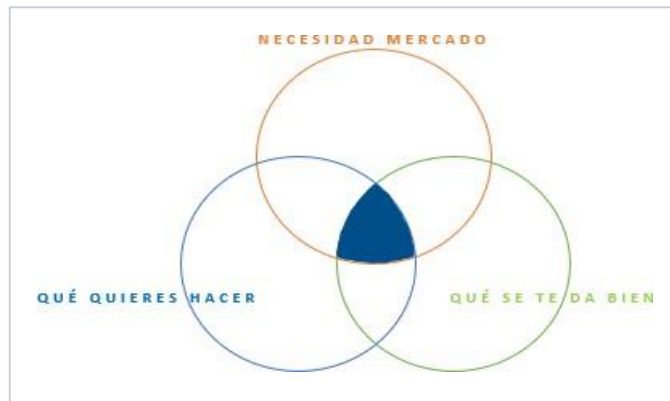 NECESIDAD MERCADO
QUÉ QUIERES HACER
QUÉ SE TE DA BIEN